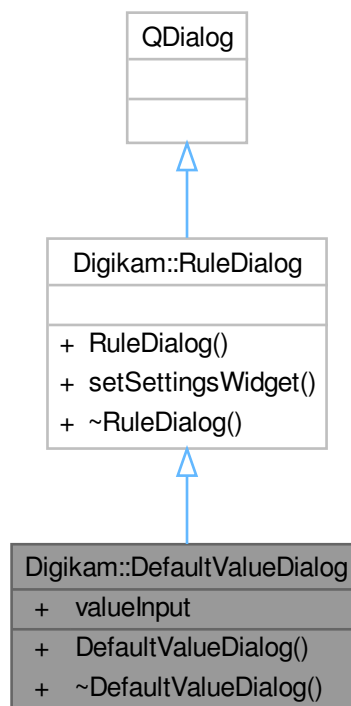 QDialog
Digikam::RuleDialog
+ RuleDialog()
+ setSettingsWidget()
+ ~RuleDialog()
Digikam::DefaultValueDialog
+ valueInput
+ DefaultValueDialog()
+ ~DefaultValueDialog()